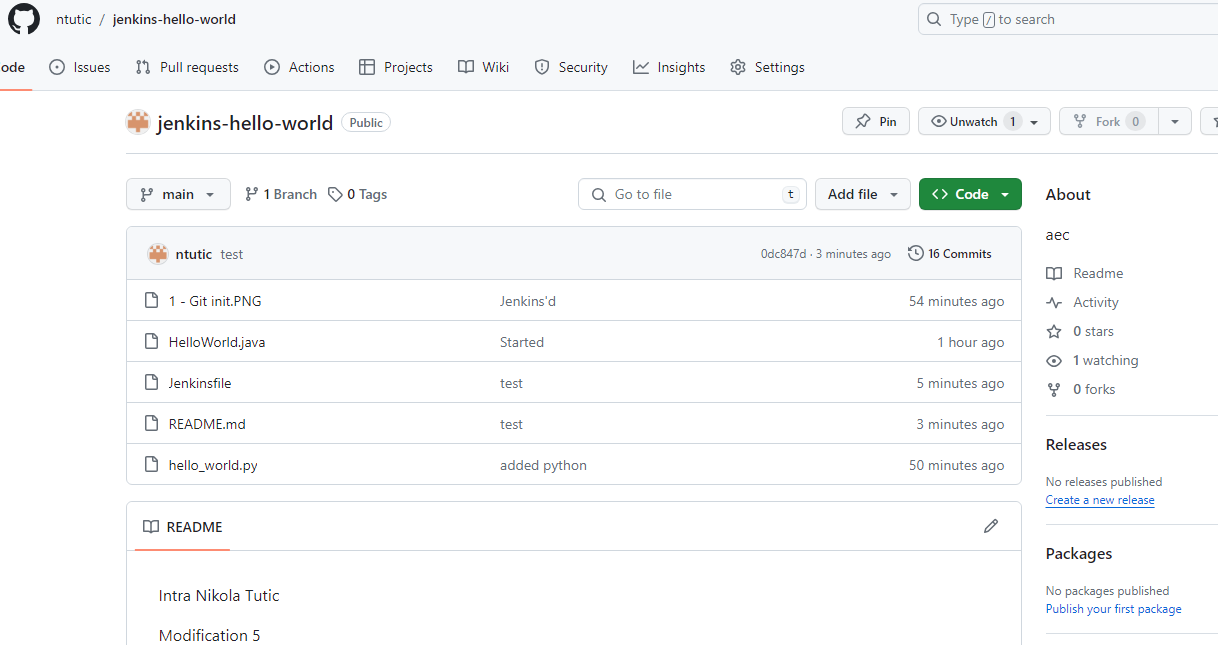 ntutic / jenkins-hello-world
Type / to search
ode Issues Pull requests Actions Projects Wiki Security Insights Settings
jenkins-hello-world Public
Pin Unwatch 1 Fork 0
main 1 Branch 0 Tags
Go to file t Add file Code
ntutic test 0dc847d · 3 minutes ago 16 Commits
1 - Git init.PNG Jenkins'd 54 minutes ago
HelloWorld.java Started 1 hour ago
Jenkinsfile test 5 minutes ago
README.md test 3 minutes ago
hello_world.py added python 50 minutes ago
README
Intra Nikola Tutic
Modification 5
About
aec
Readme
Activity
0 stars
1 watching
0 forks
Releases
No releases published
Create a new release
Packages
No packages published
Publish your first package